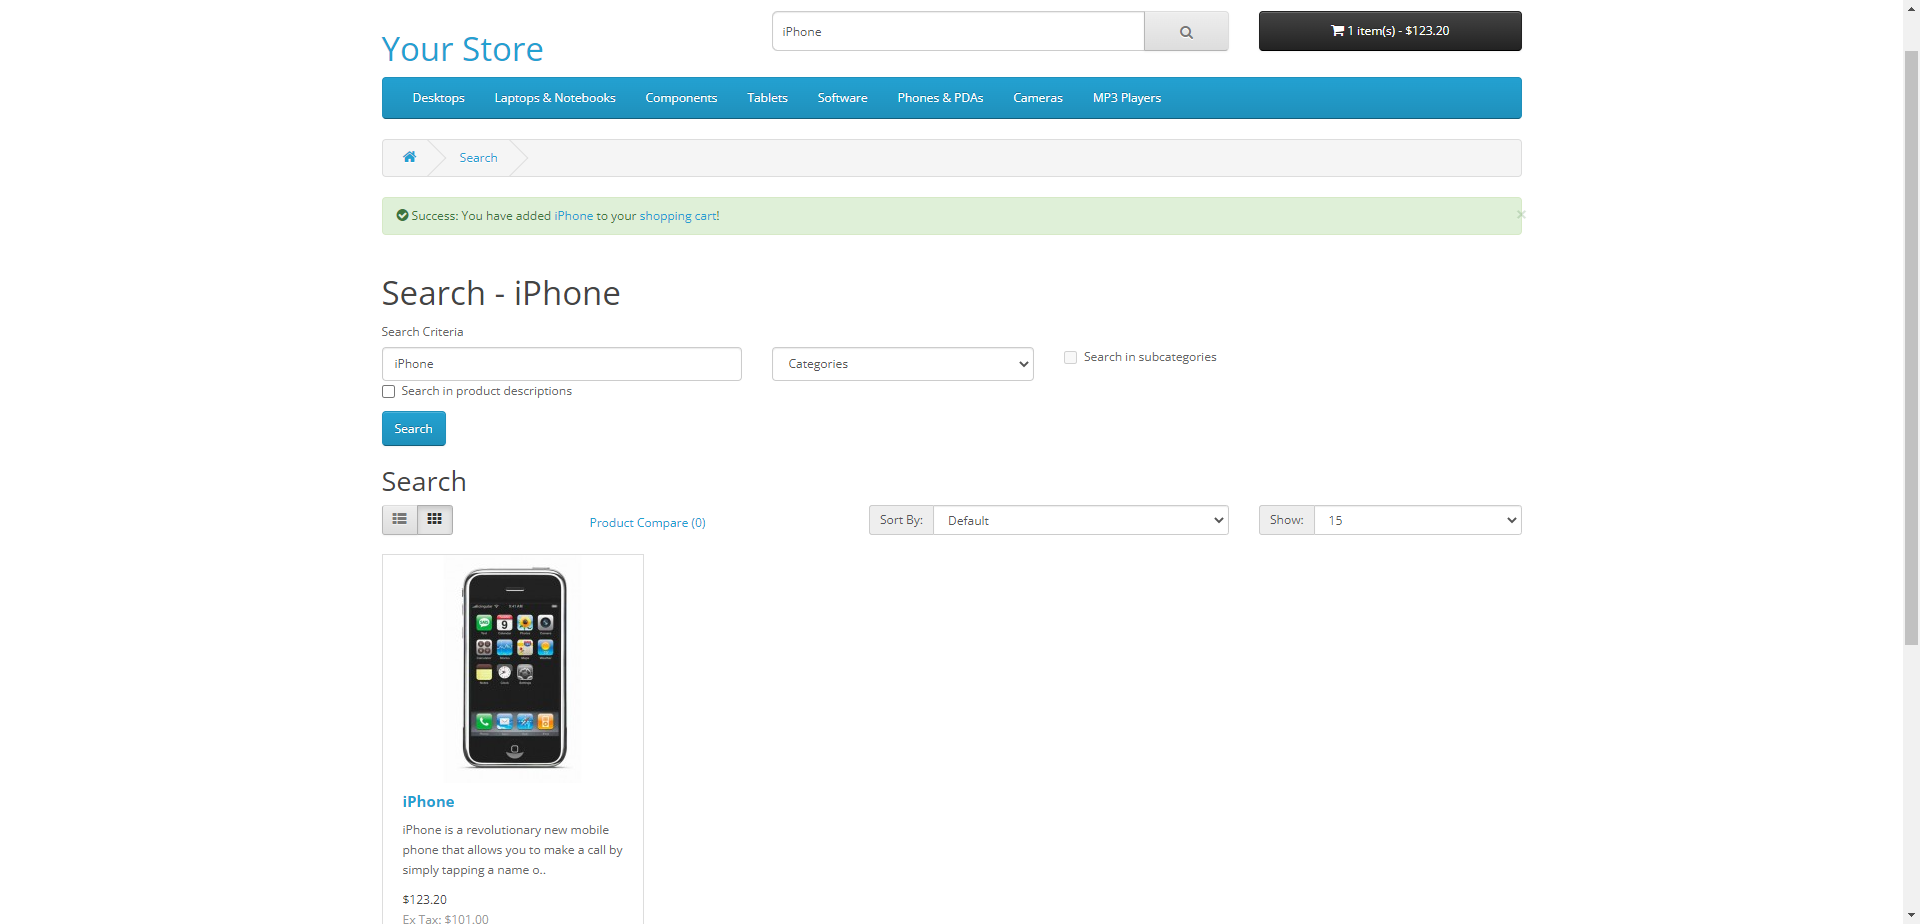 Your Store
iPhone
1 item(s) - $123.20
Desktops
Laptops & Notebooks
Components
Tablets
Software
Phones & PDAs
Cameras
MP3 Players
Search
Success: You have added iPhone to your shopping cart!
×
Search - iPhone
Search Criteria
iPhone
Categories
Search in subcategories
Search in product descriptions
Search
Search
Product Compare (0)
Sort By:
Default
Show:
15
iPhone
iPhone is a revolutionary new mobile
phone that allows you to make a call by
simply tapping a name o..
$123.20
Ex Tax: $101.00